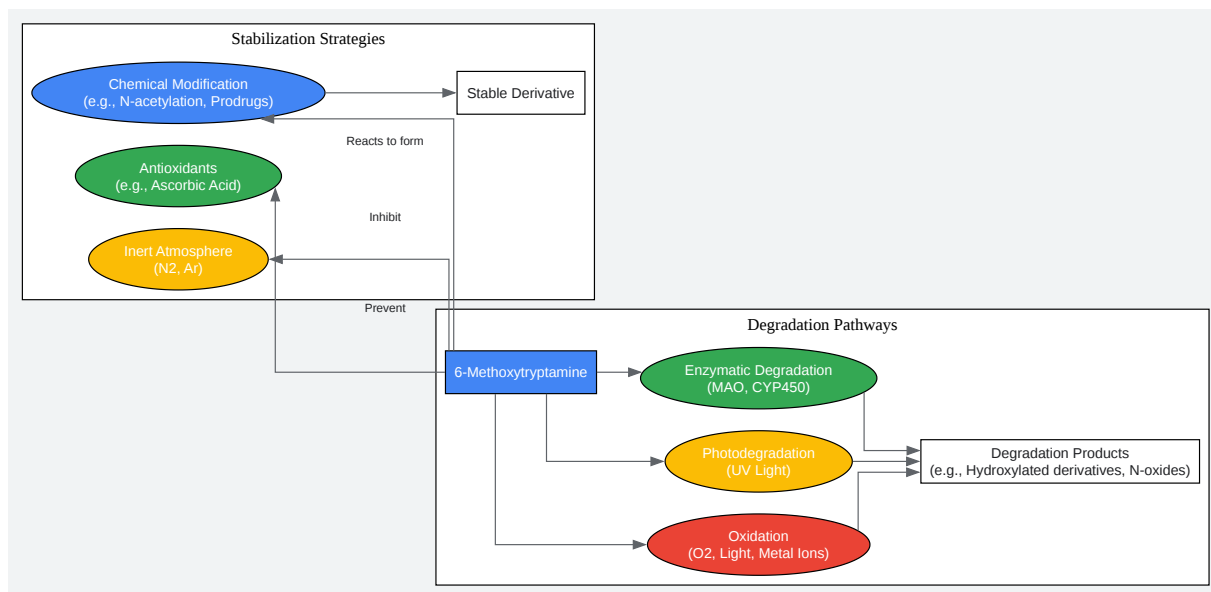 Stabilization Strategies
Chemical Modification
(e.g., N-acetylation, Prodrugs)
Stable Derivative
Reacts to form
Antioxidants
(e.g., Ascorbic Acid)
Inhibit
Inert Atmosphere
(N2, Ar)
Prevent
Degradation Pathways
6-Methoxytryptamine
Enzymatic Degradation
(MAO, CYP450)
Photodegradation
(UV Light)
Degradation Products
(e.g., Hydroxylated derivatives, N-oxides)
Oxidation
(O2, Light, Metal Ions)